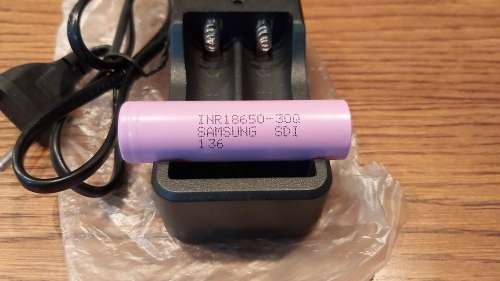 INR18650-30Q
SAMSUNG SDI
136